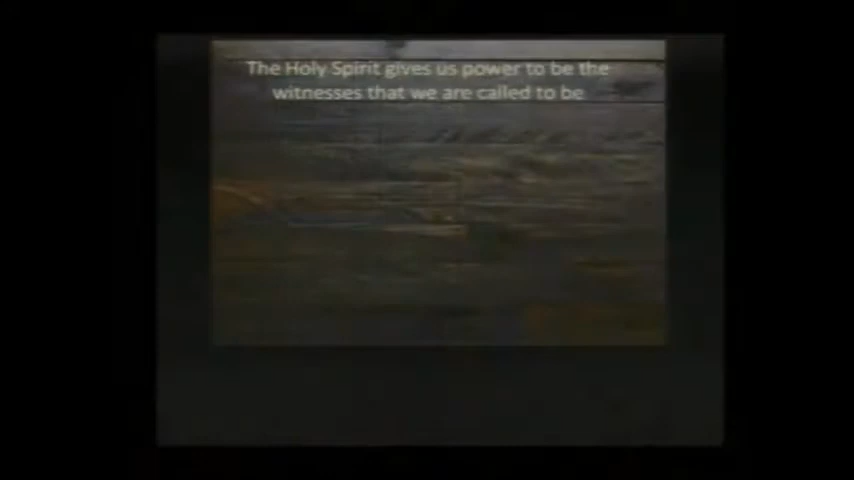 The Holy Spirit gives us power to be the
witnesses that we are called to be